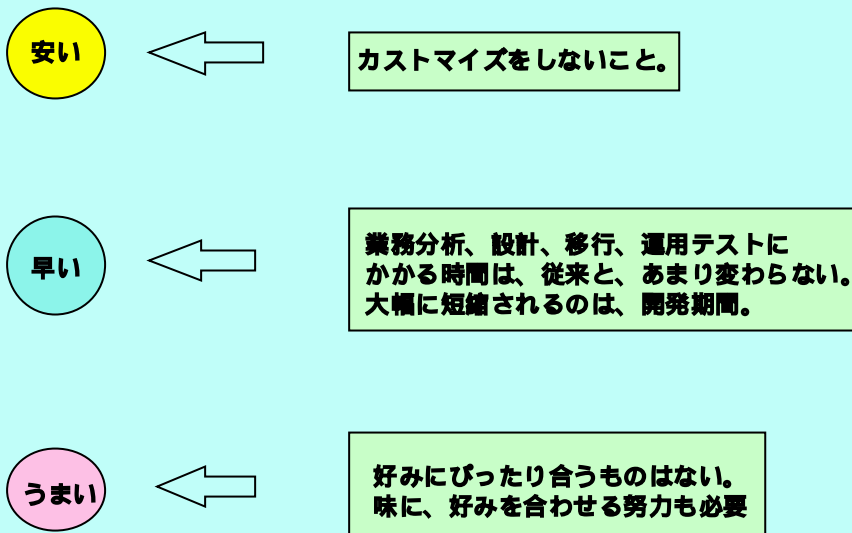 安い
カストマイズをしないこと。
早い
業務分析、設計、移行、運用テストに
かかる時間は、従来と、あまり変わらない。
大幅に短縮されるのは、開発期間。
うまい
好みにぴったり合うものはない。
味に、好みを合わせる努力も必要